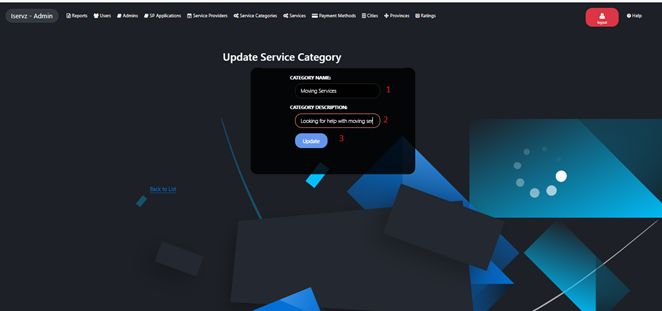 Iservz - Admin Reports Users Admins SP Applications Service Providers Service Categories Services Payment Methods Cities Provinces Ratings logout Help
Update Service Category
CATEGORY NAME:
Moving Services 1
CATEGORY DESCRIPTION:
Looking for help with moving ser 2
Update 3
Back to List